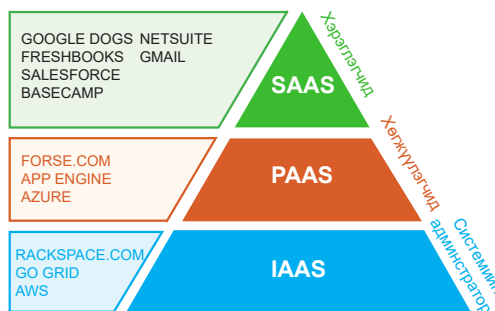 GOOGLE DOGS NETSUITE
FRESHBOOKS GMAIL
SALESFORCE
BASECAMP
SAAS
Хэрэглэгчид
FORSE.COM
APP ENGINE
AZURE
PAAS
Хөгжүүлэгчид
RACKSPACE.COM
GO GRID
AWS
IAAS
Системийн
админстратор